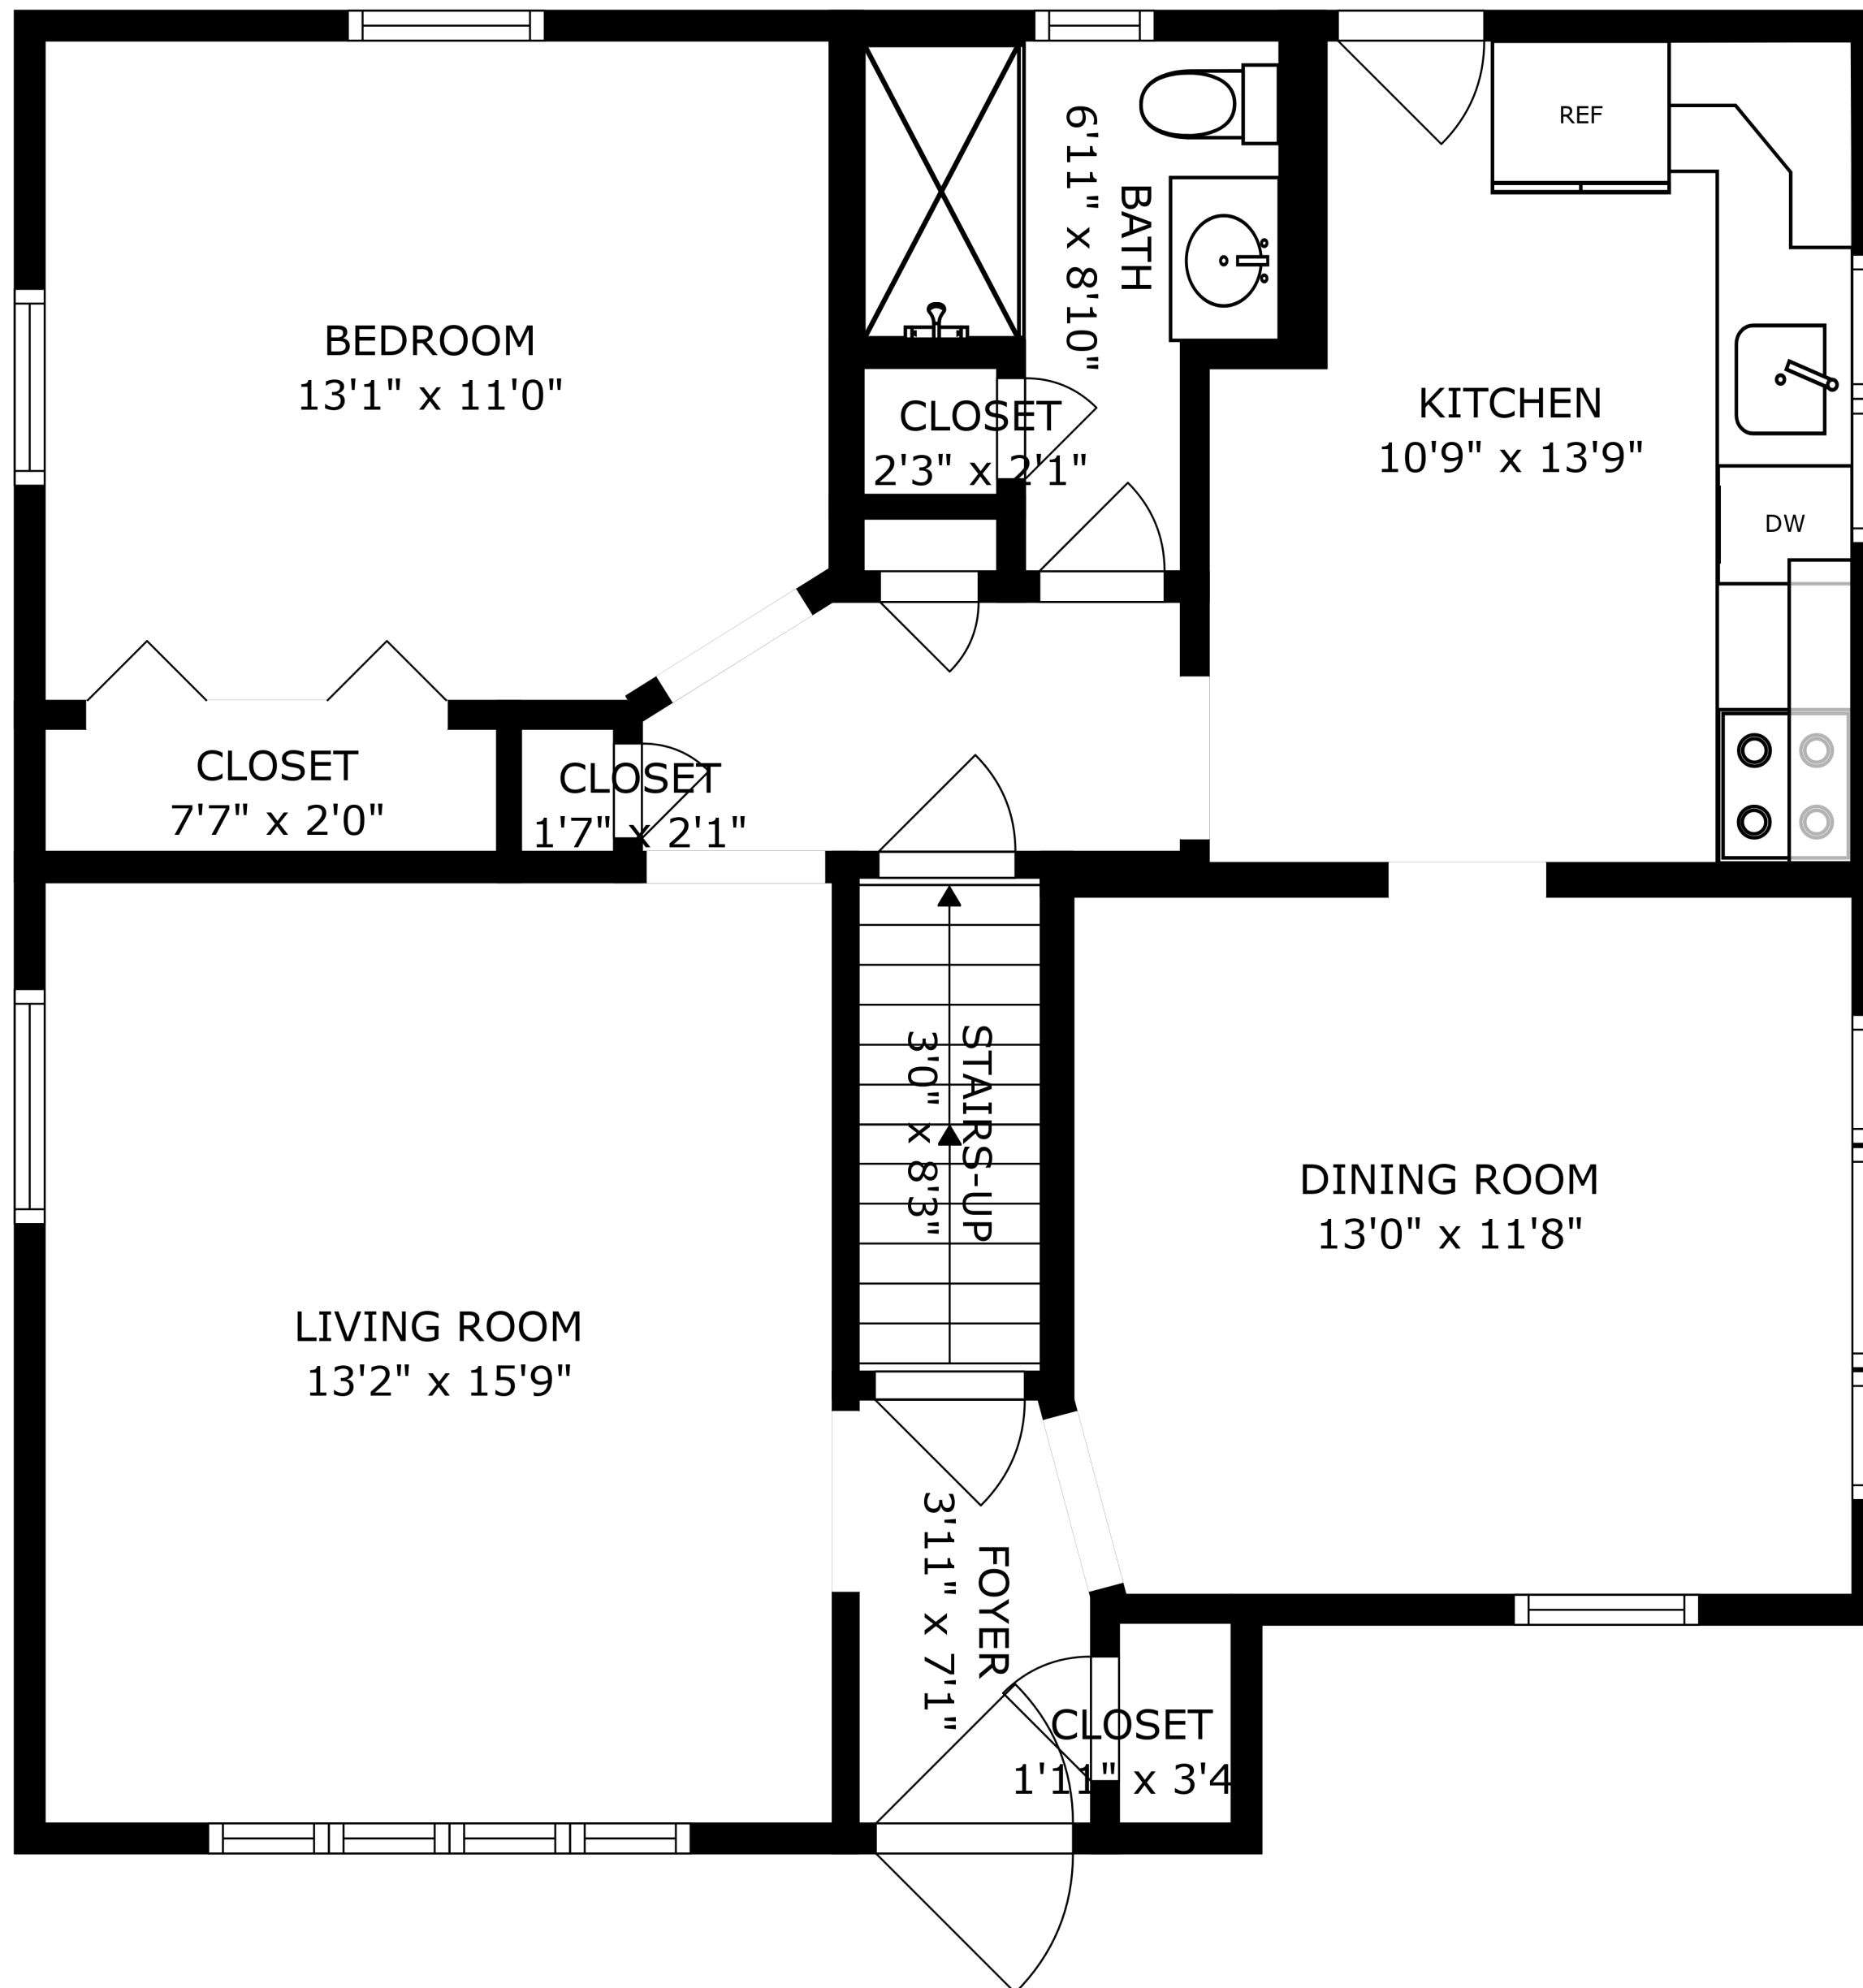 REF
BATH
6'11" x 8'10"
BEDROOM
13'1" x 11'0"
CLOSET
2'3" x 2'1"
KITCHEN
10'9" x 13'9"
DW
CLOSET
7'7" x 2'0"
CLOSET
1'7" x 2'1"
STAIRS-UP
3'0" x 8'3"
DINING ROOM
13'0" x 11'8"
LIVING ROOM
13'2" x 15'9"
FOYER
3'11" x 7'1"
CLOSET
1'11" x 3'4